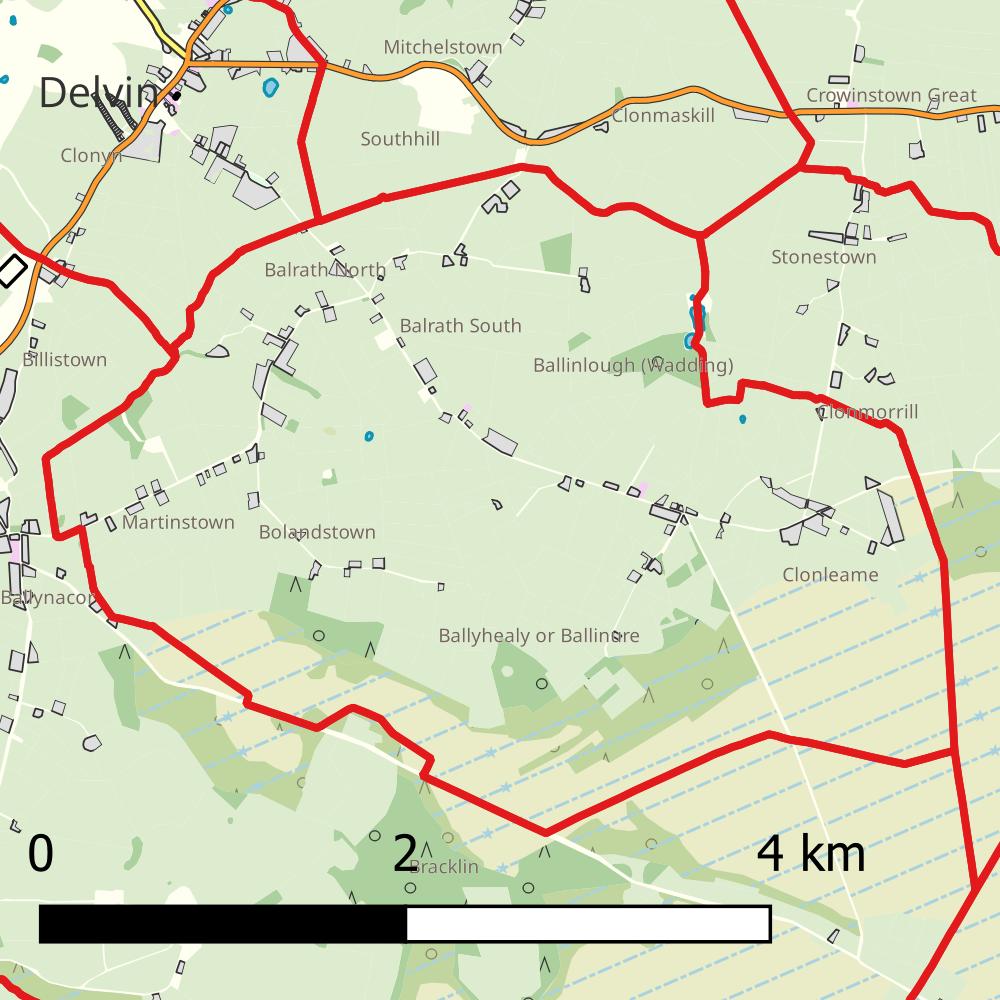 Mitchelstown
Delvin
Crowinstown Great
Clonmaskill
Southhill
Clonyn
Stonestown
Balrath North
Balrath South
Billistown
Ballinlough (Wadding)
Clonmorrill
Martinstown
Bolandstown
Clonleame
Ballynacor
Ballyhealy or Ballinure
0 2 4 km
Bracklin